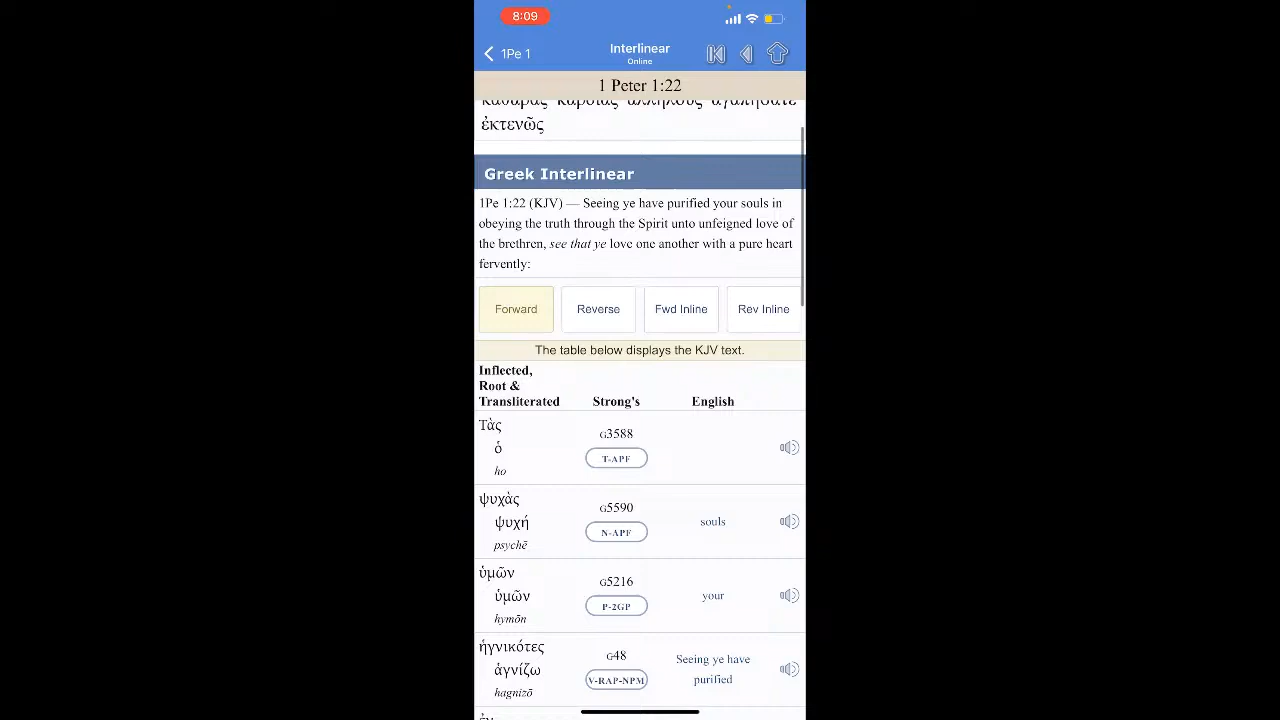 8:09
1Pe 1
Interlinear
Online
1 Peter 1:22
καθαρᾶς καρδίας ἀλλήλους ἀγαπήσατε
ἐκτενῶς
Greek Interlinear
1Pe 1:22 (KJV) — Seeing ye have purified your souls in
obeying the truth through the Spirit unto unfeigned love of
the brethren, see that ye love one another with a pure heart
fervently:
Forward Reverse Fwd Inline Rev Inline
The table below displays the KJV text.
Inflected,
Root &
Transliterated Strong's English
Τὰς
ὁ
ho
G3588
T-APF
ψυχὰς
ψυχή
psychē
G5590
N-APF
souls
ὑμῶν
ὑμῶν
hymōn
G5216
P-2GP
your
ἡγνικότες
ἁγνίζω
hagnizō
G48
V-RAP-NPM
Seeing ye have
purified